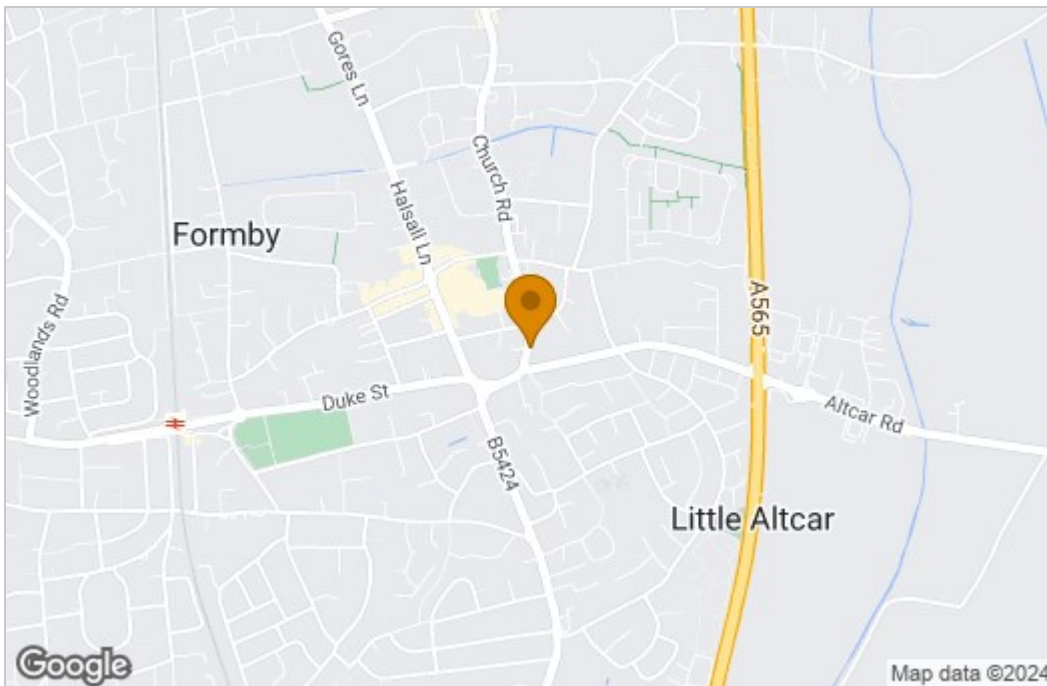 Gores Ln
Church Rd
Halsall Ln
Formby
A565
Woodlands Rd
Duke St
Altcar Rd
B5424
Little Altcar
Google
Map data ©2024